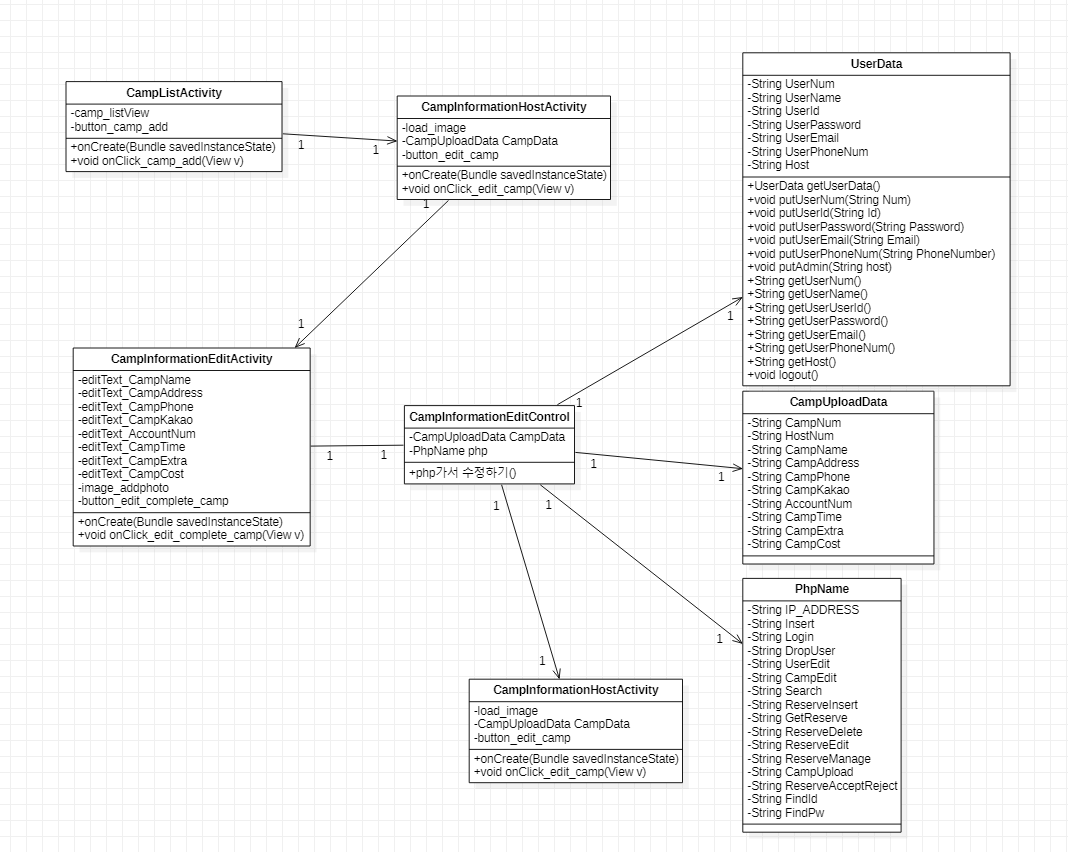 CampListActivity
-camp_listView
-button_camp_add
+onCreate(Bundle savedInstanceState)
+void onClick_camp_add(View v)
1
1
CampInformationHostActivity
-load_image
-CampUploadData CampData
-button_edit_camp
+onCreate(Bundle savedInstanceState)
+void onClick_edit_camp(View v)
1
1
UserData
-String UserNum
-String UserName
-String UserId
-String UserPassword
-String UserEmail
-String UserPhoneNum
-String Host
+UserData getUserData()
+void putUserNum(String Num)
+void putUserId(String Id)
+void putUserPassword(String Password)
+void putUserEmail(String Email)
+void putUserPhoneNum(String PhoneNumber)
+void putAdmin(String host)
+String getUserNum()
+String getUserName()
+String getUserUserId()
+String getUserPassword()
+String getUserEmail()
+String getUserPhoneNum()
+String getHost()
+void logout()
CampInformationEditActivity
-editText_CampName
-editText_CampAddress
-editText_CampPhone
-editText_CampKakao
-editText_AccountNum
-editText_CampTime
-editText_CampExtra
-editText_CampCost
-image_addphoto
-button_edit_complete_camp
+onCreate(Bundle savedInstanceState)
+void onClick_edit_complete_camp(View v)
1
1
CampInformationEditControl
-CampUploadData CampData
-PhpName php
+php가서 수정하기()
1
1
1
1
1
1
1
1
CampUploadData
-String CampNum
-String HostNum
-String CampName
-String CampAddress
-String CampPhone
-String CampKakao
-String AccountNum
-String CampTime
-String CampExtra
-String CampCost
PhpName
-String IP_ADDRESS
-String Insert
-String Login
-String DropUser
-String UserEdit
-String CampEdit
-String Search
-String ReserveInsert
-String GetReserve
-String ReserveDelete
-String ReserveEdit
-String ReserveManage
-String CampUpload
-String ReserveAcceptReject
-String FindId
-String FindPw
CampInformationHostActivity
-load_image
-CampUploadData CampData
-button_edit_camp
+onCreate(Bundle savedInstanceState)
+void onClick_edit_camp(View v)